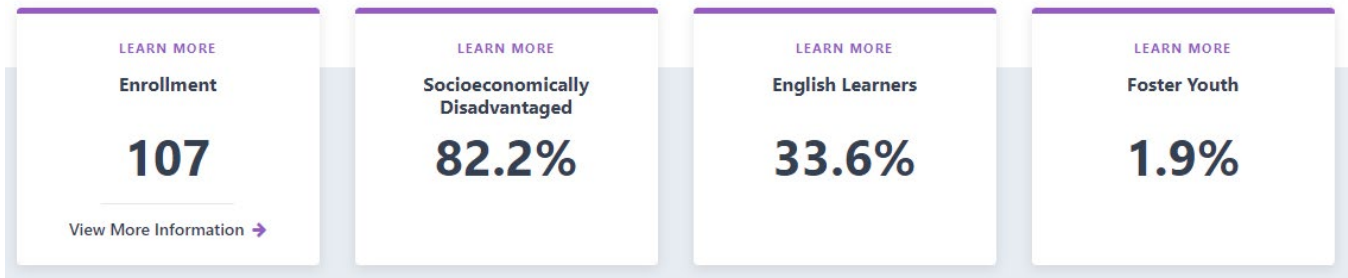 LEARN MORE
Enrollment
107
View More Information
LEARN MORE
Socioeconomically
Disadvantaged
82.2%
LEARN MORE
English Learners
33.6%
LEARN MORE
Foster Youth
1.9%